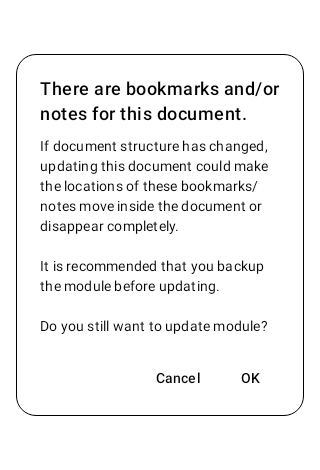 There are bookmarks and/or
notes for this document.
If document structure has changed,
updating this document could make
the locations of these bookmarks/
notes move inside the document or
disappear completely.
It is recommended that you backup
the module before updating.
Do you still want to update module?
Cancel OK